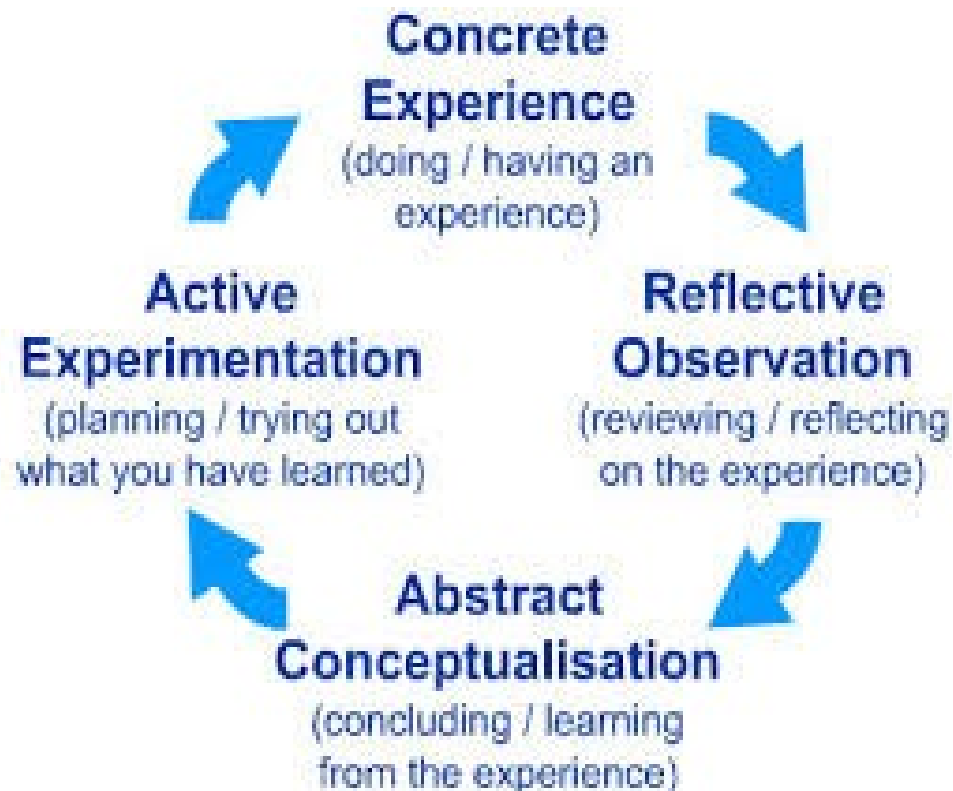 Concrete
Experience
(doing / having an
experience)
Reflective
Observation
(reviewing / reflecting
on the experience)
Abstract
Conceptualisation
(concluding / learning
from the experience)
Active
Experimentation
(planning / trying out
what you have learned)